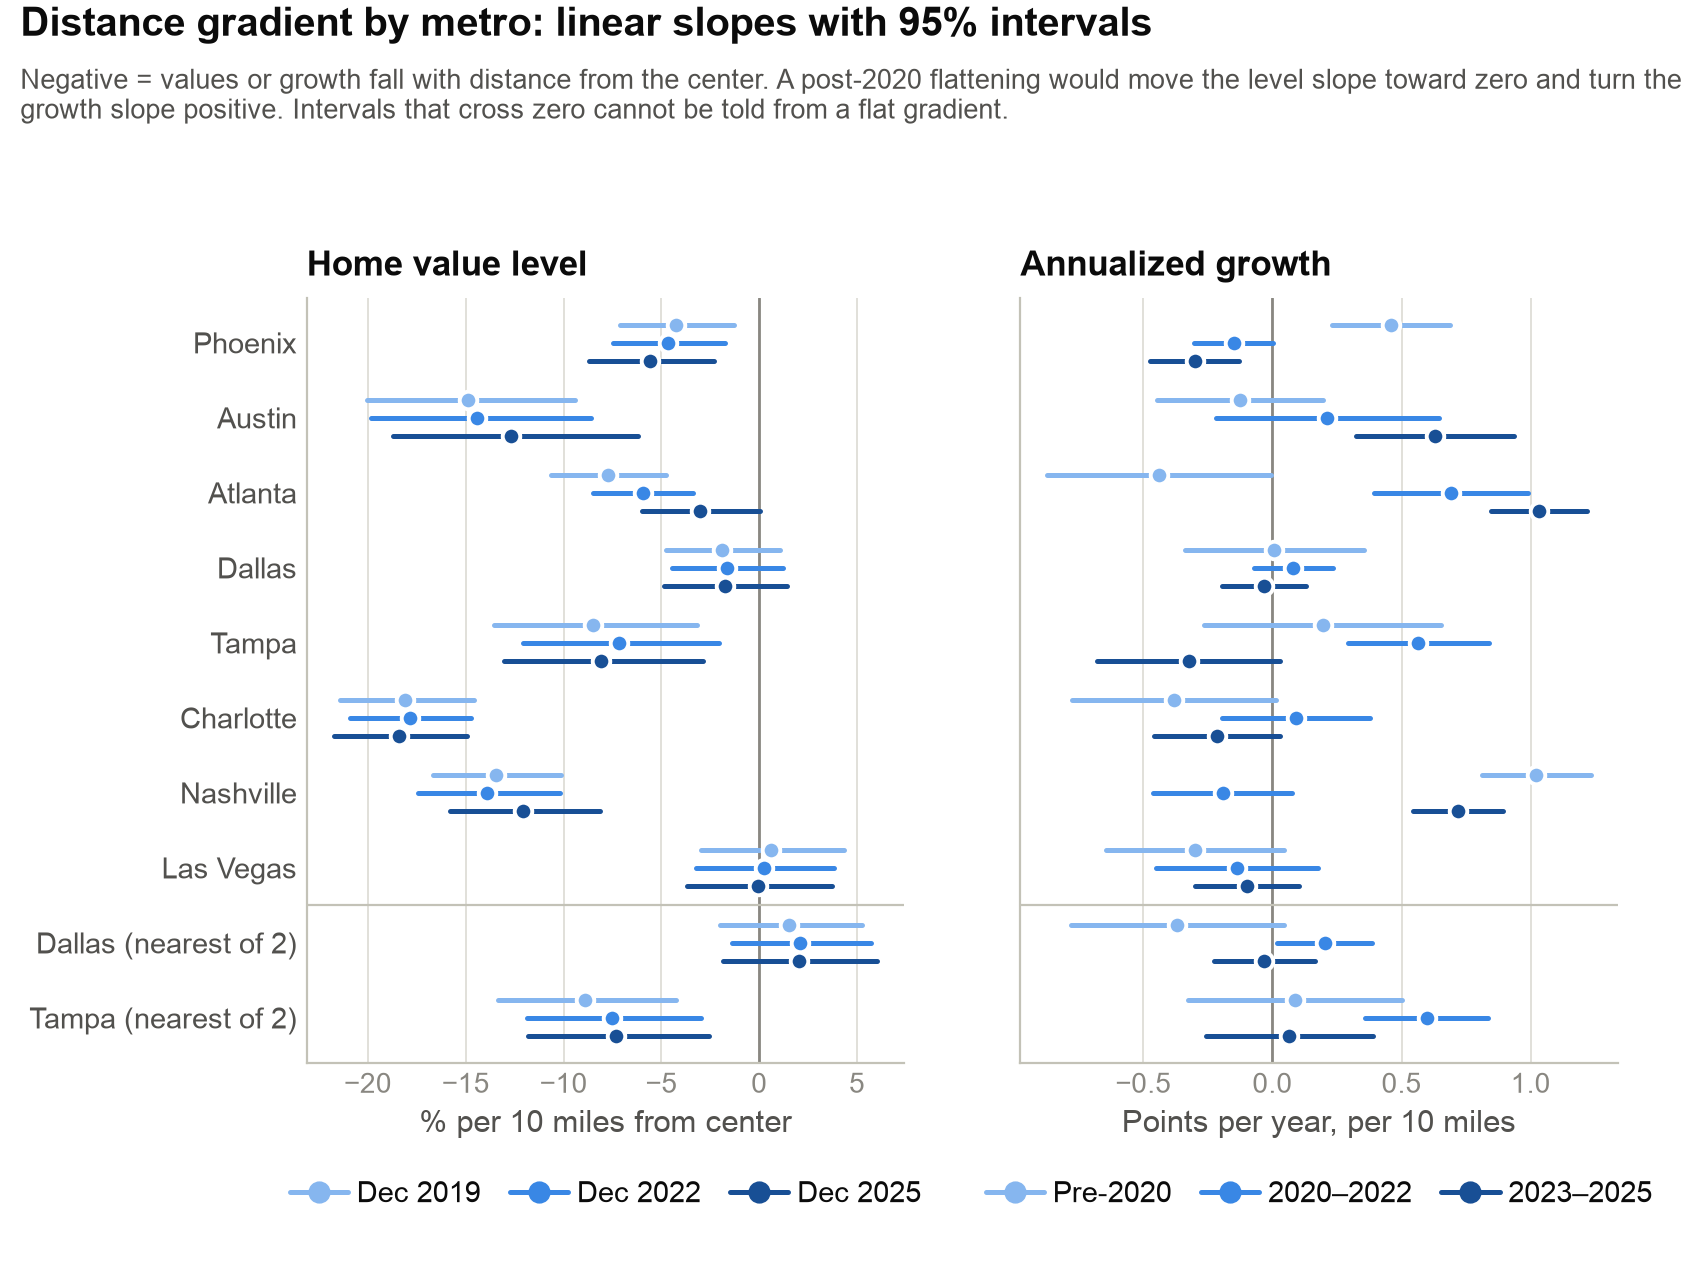 Distance gradient by metro: linear slopes with 95% intervals
Negative = values or growth fall with distance from the center. A post-2020 flattening would move the level slope toward zero and turn the
growth slope positive. Intervals that cross zero cannot be told from a flat gradient.
Home value level
Annualized growth
Phoenix
Austin
Atlanta
Dallas
Tampa
Charlotte
Nashville
Las Vegas
Dallas (nearest of 2)
Tampa (nearest of 2)
−20 −15 −10 −5 0 5
−0.5 0.0 0.5 1.0
% per 10 miles from center
Points per year, per 10 miles
Dec 2019 Dec 2022 Dec 2025
Pre-2020 2020–2022 2023–2025